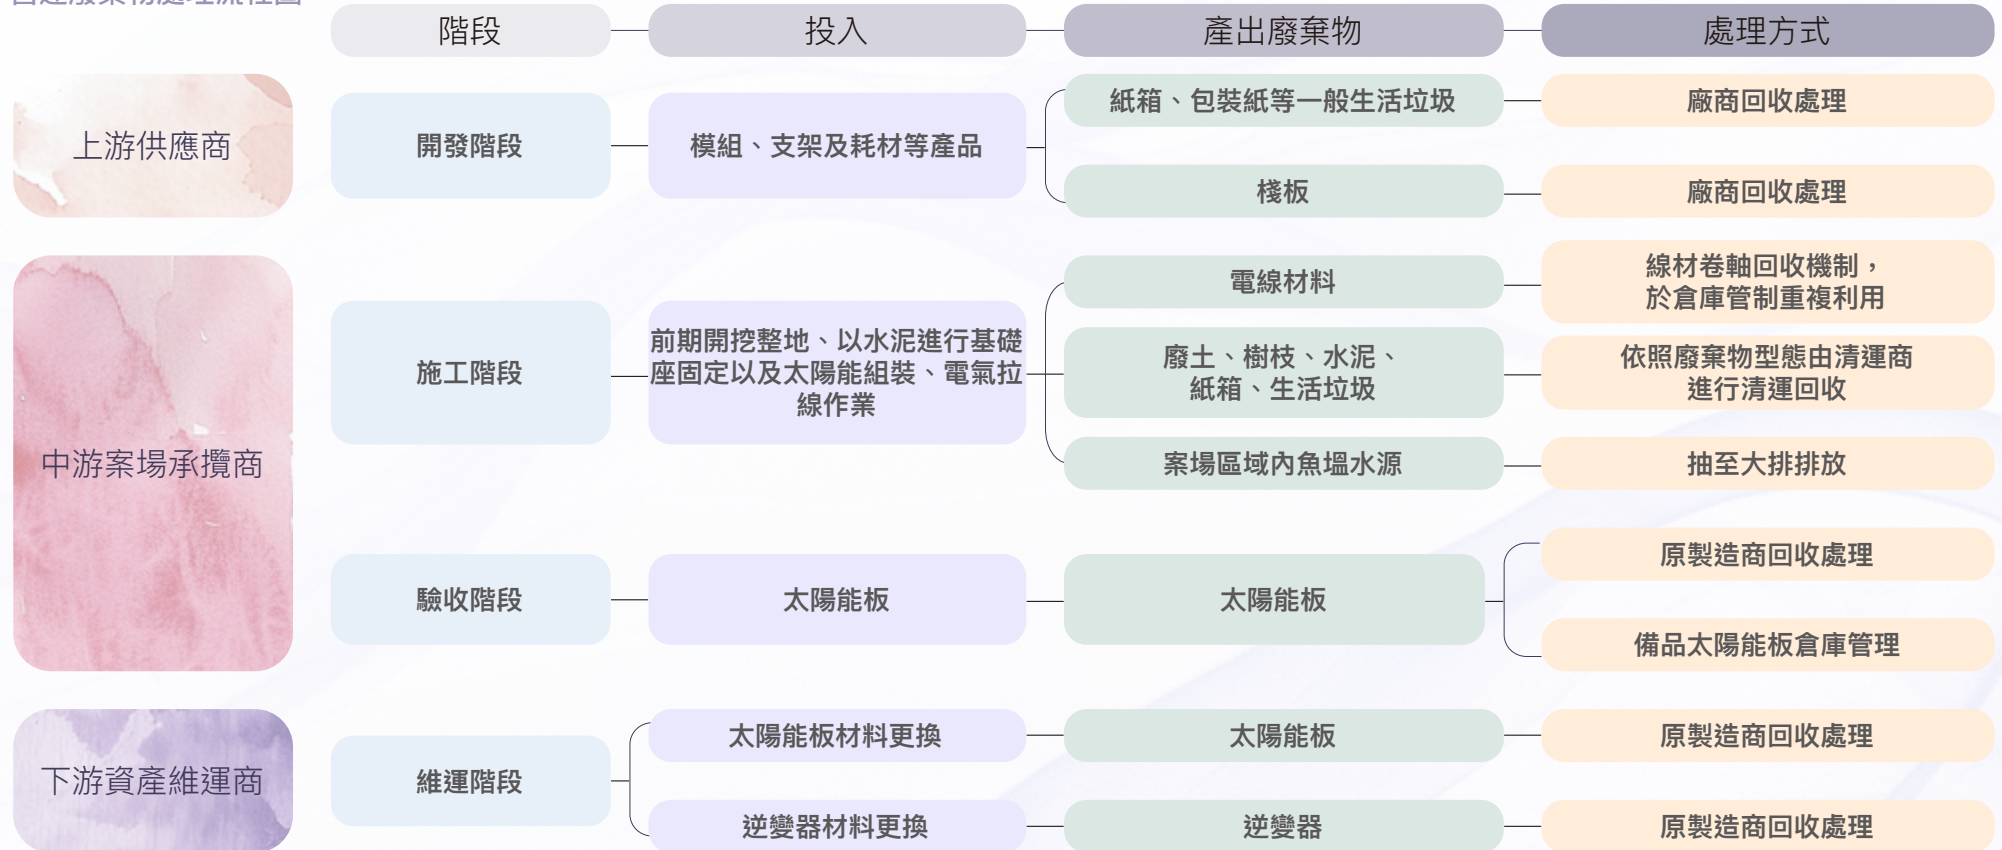 階段 投入 產出廢棄物 處理方式
上游供應商
開發階段
模組、支架及耗材等產品
紙箱、包裝紙等一般生活垃圾
廠商回收處理
棧板
廠商回收處理
中游案場承攬商
施工階段
前期開挖整地、以水泥進行基礎
座固定以及太陽能組裝、電氣拉
線作業
電線材料
線材卷軸回收機制，
於倉庫管制重複利用
廢土、樹枝、水泥、
紙箱、生活垃圾
依照廢棄物型態由清運商
進行清運回收
案場區域內魚塭水源
抽至大排排放
驗收階段
太陽能板
太陽能板
原製造商回收處理
備品太陽能板倉庫管理
下游資產維運商
維運階段
太陽能板材料更換
太陽能板
原製造商回收處理
逆變器材料更換
逆變器
原製造商回收處理